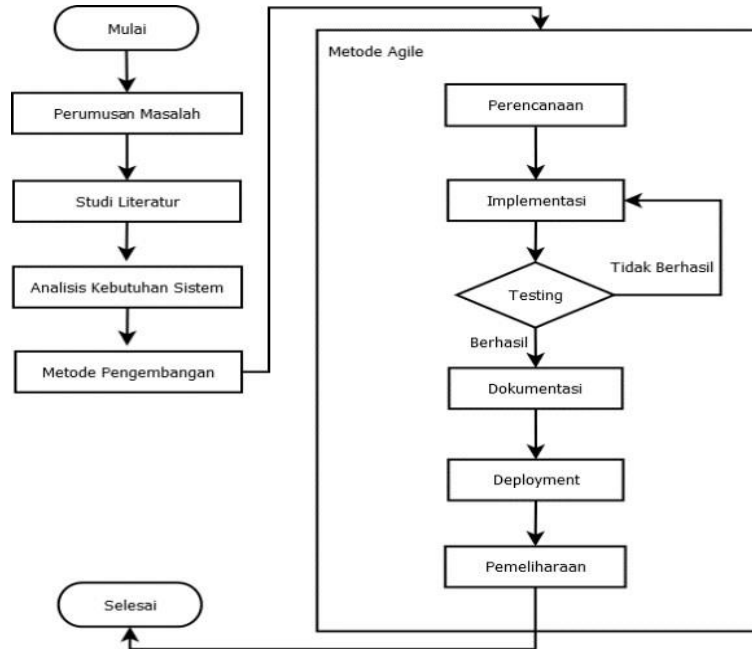 Mulai
Perumusan Masalah
Studi Literatur
Analisis Kebutuhan Sistem
Metode Pengembangan
Metode Agile
Perencanaan
Implementasi
Tidak Berhasil
Testing
Berhasil
Dokumentasi
Deployment
Pemeliharaan
Selesai